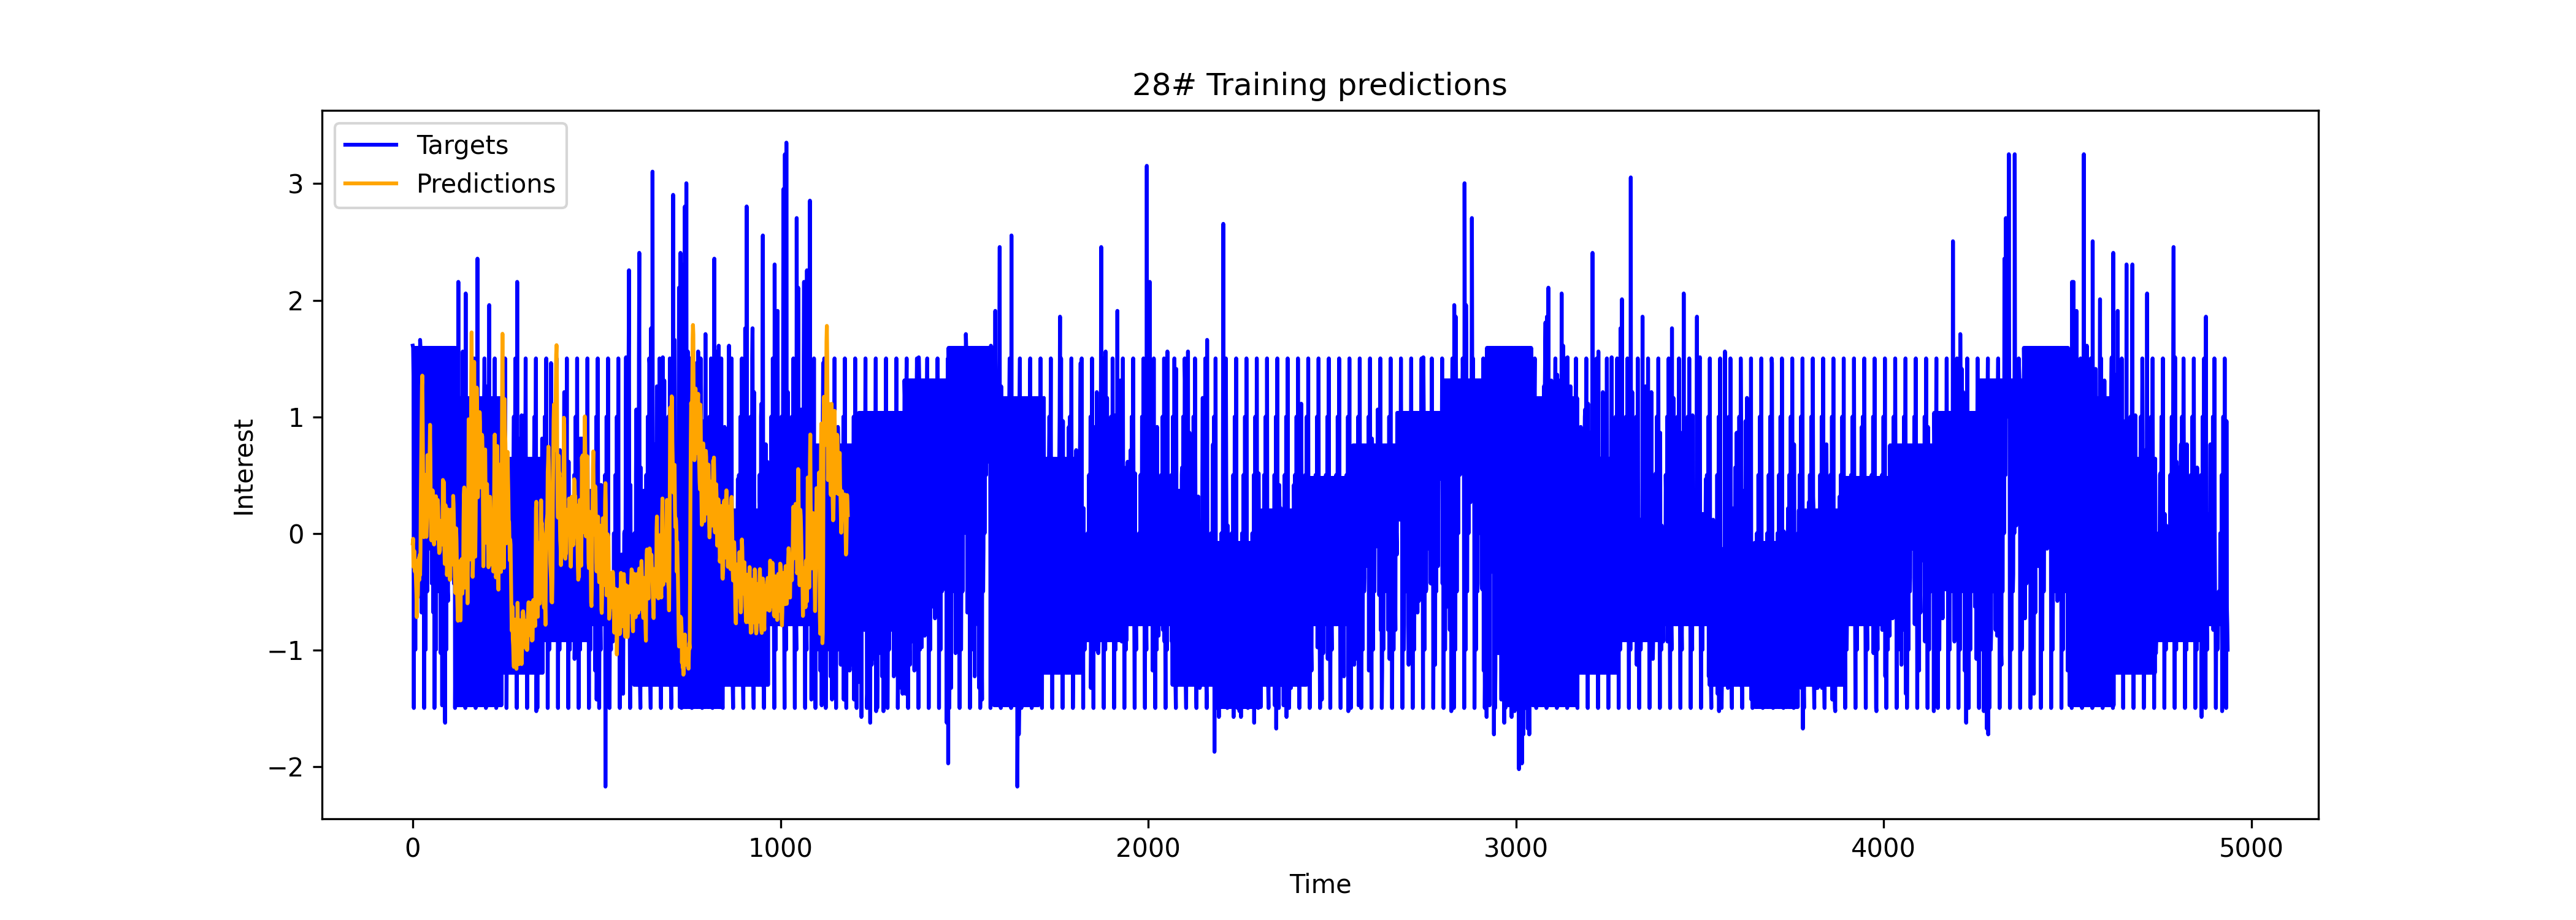 28# Training predictions
Targets
Predictions
3
2
1
0
−1
−2
Interest
0 1000 2000 3000 4000 5000
Time